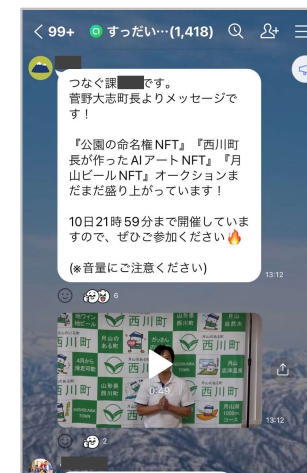 99+ すっだい…(1,418)
つなぐ課 です。
菅野大志町長よりメッセージで
す！
『公園の命名権NFT』『西川町
長が作ったAIアートNFT』『月
山ビールNFT』オークションま
だまだ盛り上がっています！
10日21時59分まで開催していま
すので、ぜひご参加ください🔥
(※音量にご注意ください)
13:12
6
西川町
0:49
13:12
2